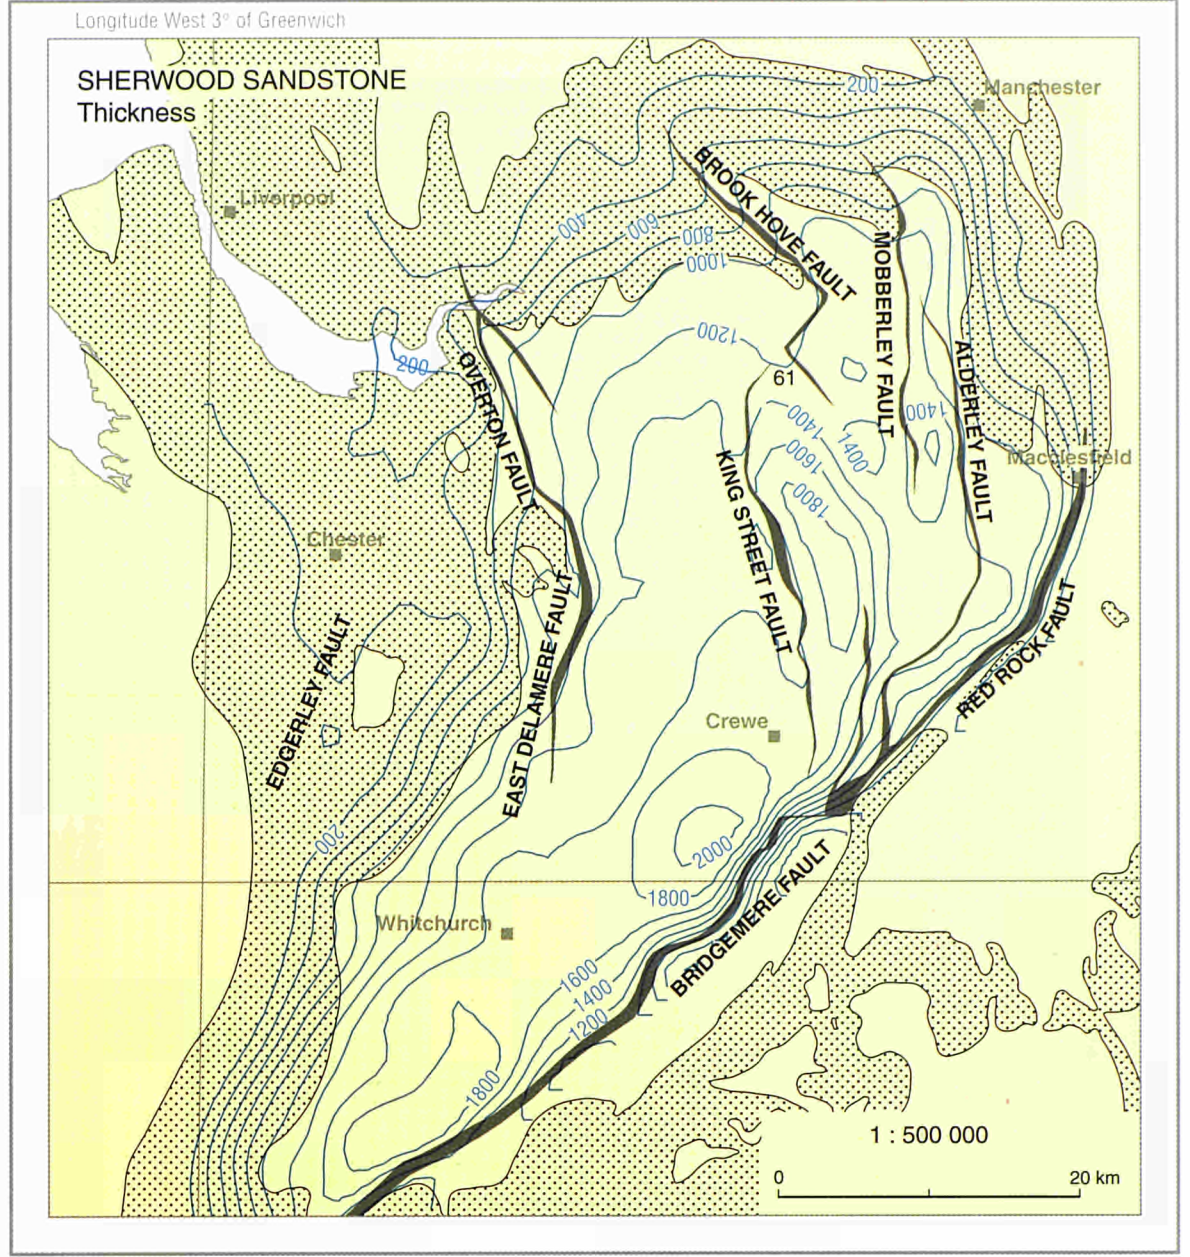 Longitude West 3° of Greenwich
SHERWOOD SANDSTONE
Thickness
200
Manchester
BROOK HOVE FAULT
Liverpool
400
600
800
1000
MOBBERLEY FAULT
1200
ALDERLEY FAULT
200
OVERTON FAULT
61
1400
1400
1400
1600
1800
Macclesfield
KING STREET FAULT
Chester
EAST DELAMERE FAULT
EDGERLEY FAULT
RED ROCK FAULT
Crewe
200
2000
1800
BRIDGEMERE FAULT
Whitchurch
1600
1400
1200
1800
1 : 500 000
0
20 km